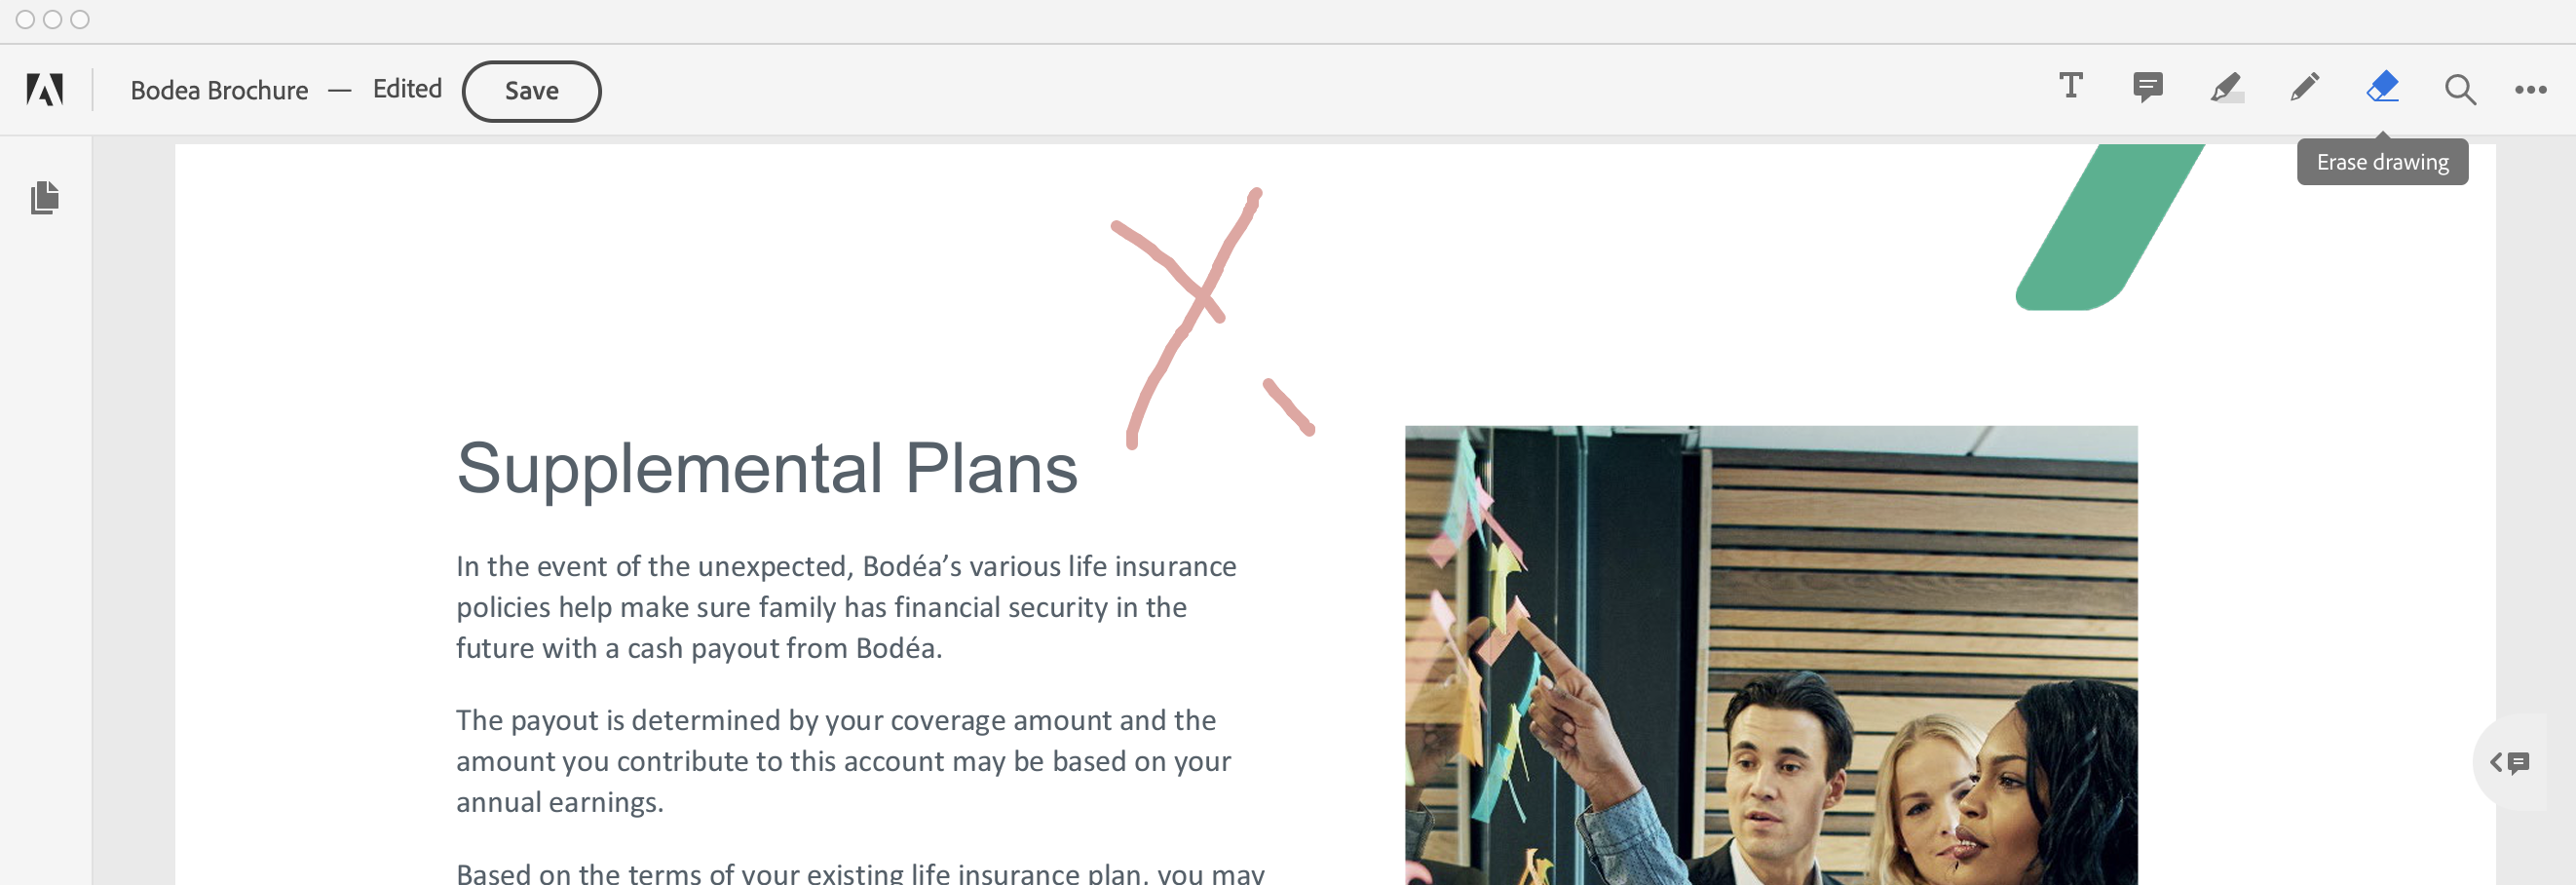 Bodea Brochure — Edited Save
Erase drawing
Supplemental Plans
In the event of the unexpected, Bodéa’s various life insurance
policies help make sure family has financial security in the
future with a cash payout from Bodéa.
The payout is determined by your coverage amount and the
amount you contribute to this account may be based on your
annual earnings.
Based on the terms of your existing life insurance plan, you may